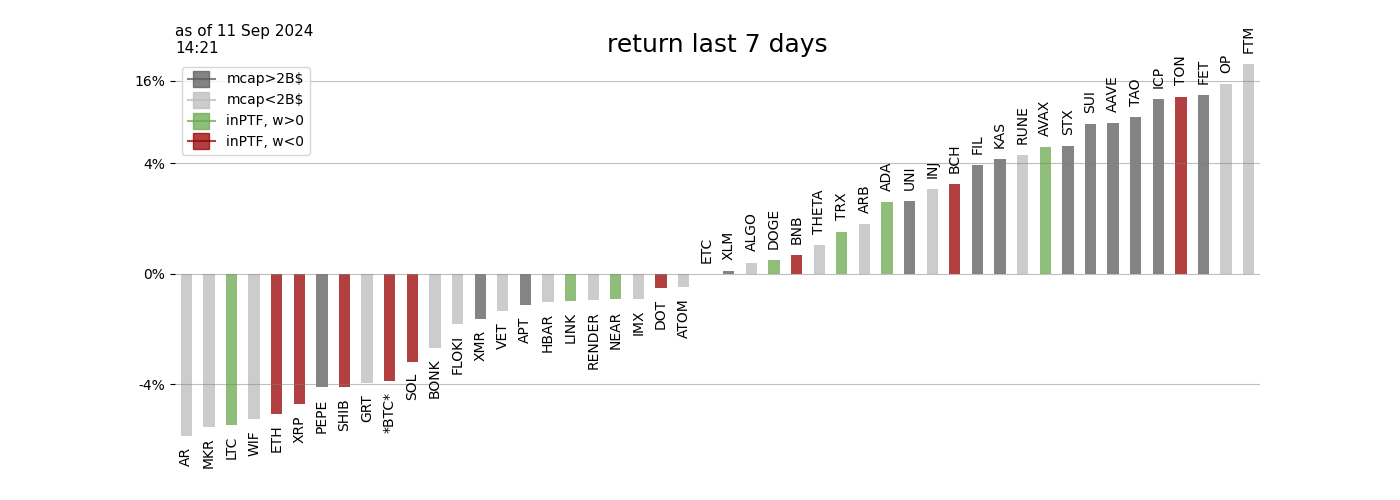 as of 11 Sep 2024
14:21
return last 7 days
mcap>2B$
mcap<2B$
inPTF, w>0
inPTF, w<0
16%
4%
0%
-4%
AR
MKR
LTC
WIF
ETH
XRP
PEPE
SHIB
GRT
*BTC*
SOL
BONK
FLOKI
XMR
VET
APT
HBAR
LINK
RENDER
NEAR
IMX
DOT
ATOM
ETC
XLM
ALGO
DOGE
BNB
THETA
TRX
ARB
ADA
UNI
INJ
BCH
FIL
KAS
RUNE
AVAX
STX
SUI
AAVE
TAO
ICP
TON
FET
OP
FTM